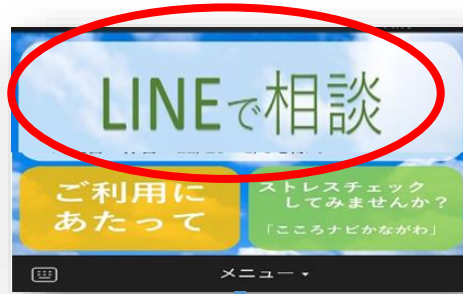 LINEで相談
ご利用に
あたって
ストレスチェック
してみませんか？
「こころナビかながわ」
メニュー